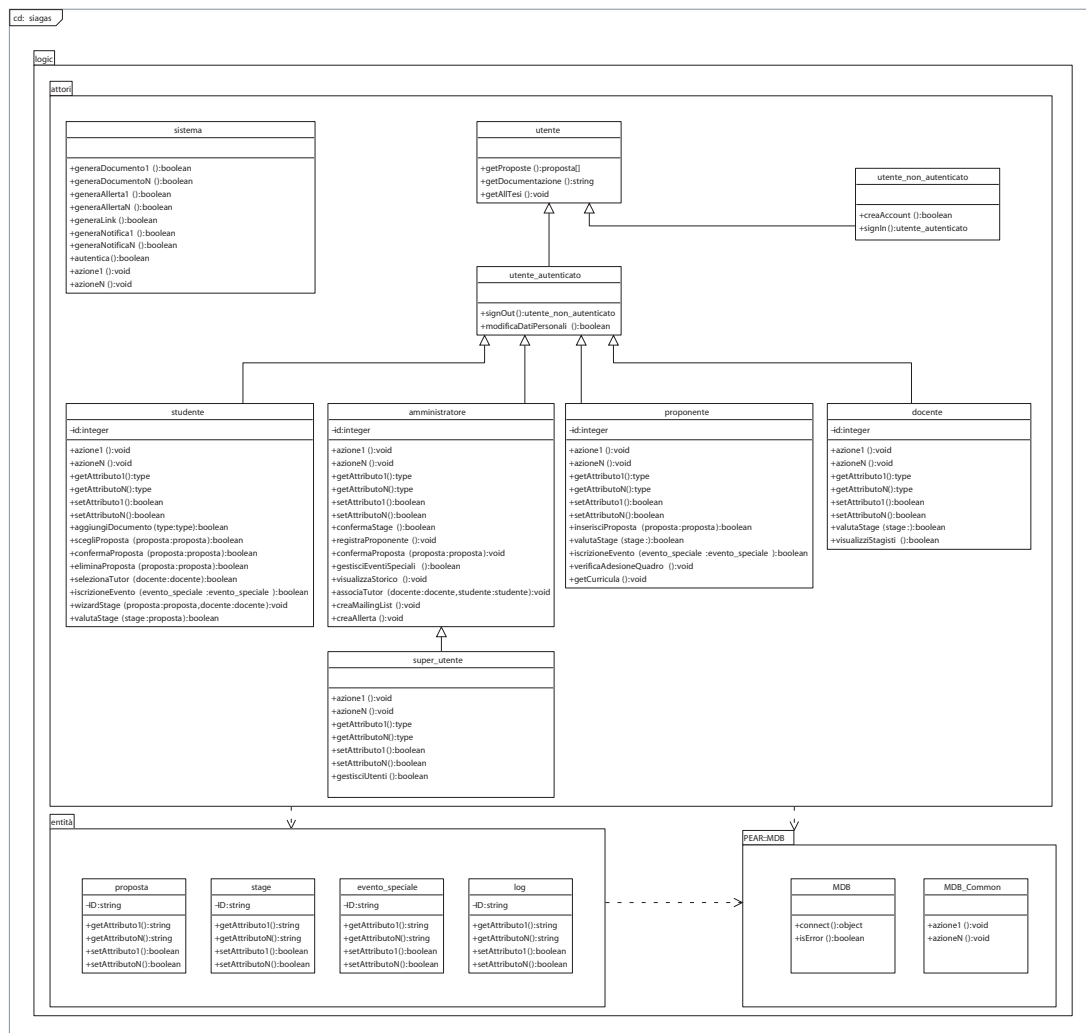 cd: siagas
logic
attori
sistema
+generaDocumento1 ():boolean
+generaDocumentoN ():boolean
+generaAllerta1 ():boolean
+generaAllertaN ():boolean
+generaLink ():boolean
+generaNotifica1 ():boolean
+generaNotificaN ():boolean
+autentica():boolean
+azione1 ():void
+azioneN ():void
utente
+getProposte ():proposta[]
+getDocumentazione ():string
+getAllTesi ():void
utente_non_autenticato
+creaAccount ():boolean
+signIn():utente_autenticato
utente_autenticato
+signOut():utente_non_autenticato
+modificaDatiPersonali ():boolean
studente
-id:integer
+azione1 ():void
+azioneN ():void
+getAttributo1():type
+getAttributoN():type
+setAttributo1():boolean
+setAttributoN():boolean
+aggiungiDocumento (type:type):boolean
+scegliProposta (proposta:proposta):boolean
+confermaProposta (proposta:proposta):boolean
+eliminaProposta (proposta:proposta):boolean
+selezionaTutor (docente:docente):boolean
+iscrizioneEvento (evento_speciale :evento_speciale ):boolean
+wizardStage (proposta:proposta,docente:docente):void
+valutaStage (stage:proposta):boolean
amministratore
-id:integer
+azione1 ():void
+azioneN ():void
+getAttributo1():type
+getAttributoN():type
+setAttributo1():boolean
+setAttributoN():boolean
+confermaStage ():boolean
+registraProponente ():void
+confermaProposta (proposta:proposta):void
+gestisciEventiSpeciali ():boolean
+visualizzaStorico ():void
+associaTutor (docente:docente,studente:studente):void
+creaMailingList ():void
+creaAllerta ():void
proponente
-id:integer
+azione1 ():void
+azioneN ():void
+getAttributo1():type
+getAttributoN():type
+setAttributo1():boolean
+setAttributoN():boolean
+inserisciProposta (proposta:proposta):boolean
+valutaStage (stage:):boolean
+iscrizioneEvento (evento_speciale :evento_speciale ):boolean
+verificaAdesioneQuadro ():void
+getCurricula ():void
docente
-id:integer
+azione1 ():void
+azioneN ():void
+getAttributo1():type
+getAttributoN():type
+setAttributo1():boolean
+setAttributoN():boolean
+valutaStage (stage:):boolean
+visualizziStagisti ():boolean
super_utente
+azione1 ():void
+azioneN ():void
+getAttributo1():type
+getAttributoN():type
+setAttributo1():boolean
+setAttributoN():boolean
+gestisciUtenti ():boolean
entità
proposta
-ID:string
+getAttributo1():string
+getAttributoN():string
+setAttributo1():boolean
+setAttributoN():boolean
stage
-ID:string
+getAttributo1():string
+getAttributoN():string
+setAttributo1():boolean
+setAttributoN():boolean
evento_speciale
-ID:string
+getAttributo1():string
+getAttributoN():string
+setAttributo1():boolean
+setAttributoN():boolean
log
-ID:string
+getAttributo1():string
+getAttributoN():string
+setAttributo1():boolean
+setAttributoN():boolean
PEAR::MDB
MDB
+connect():object
+isError ():boolean
MDB_Common
+azione1 ():void
+azioneN ():void